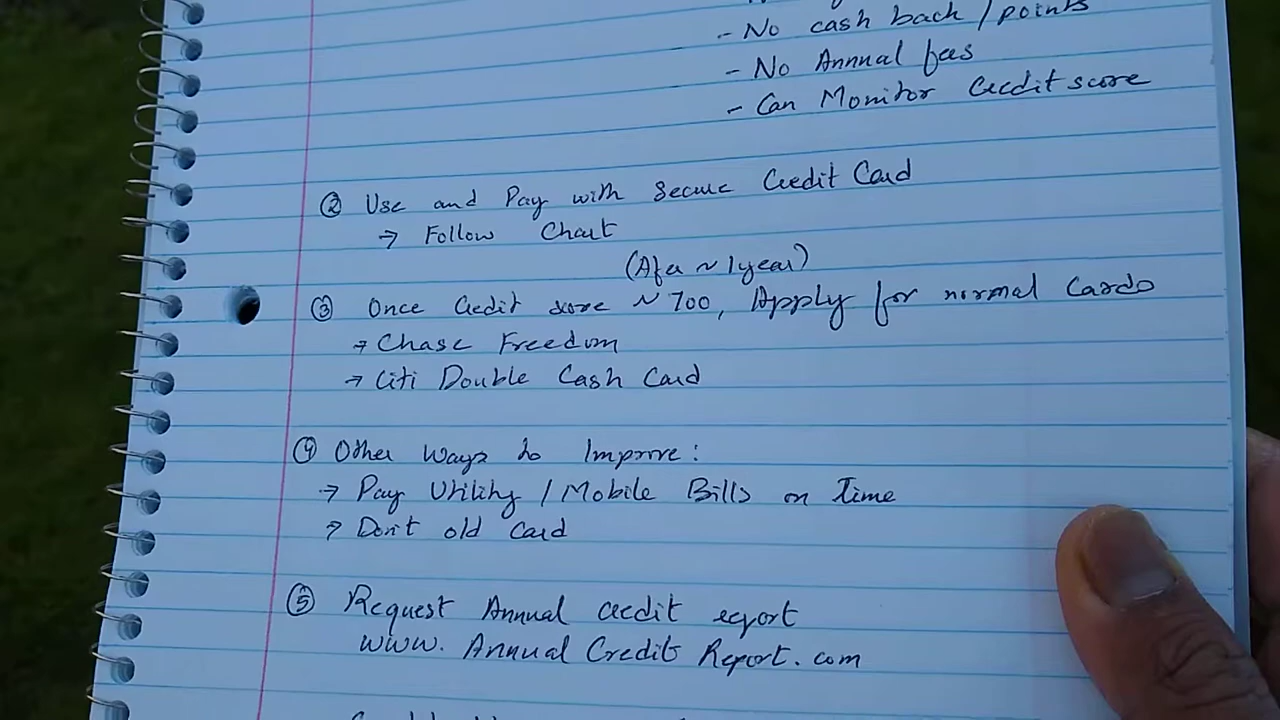 - No cash back / points
- No Annual fees
- Can Monitor Credit score
② Use and Pay with Secure Credit Card
→ Follow Chart
(After ~ 1 year)
③ Once Credit score ~ 700, Apply for normal Cards
→ Chase Freedom
→ Citi Double Cash Card
④ Other Ways to Improve:
→ Pay Utility / Mobile Bills on Time
→ Don't old Card
⑤ Request Annual credit report
www. Annual Credit Report. com